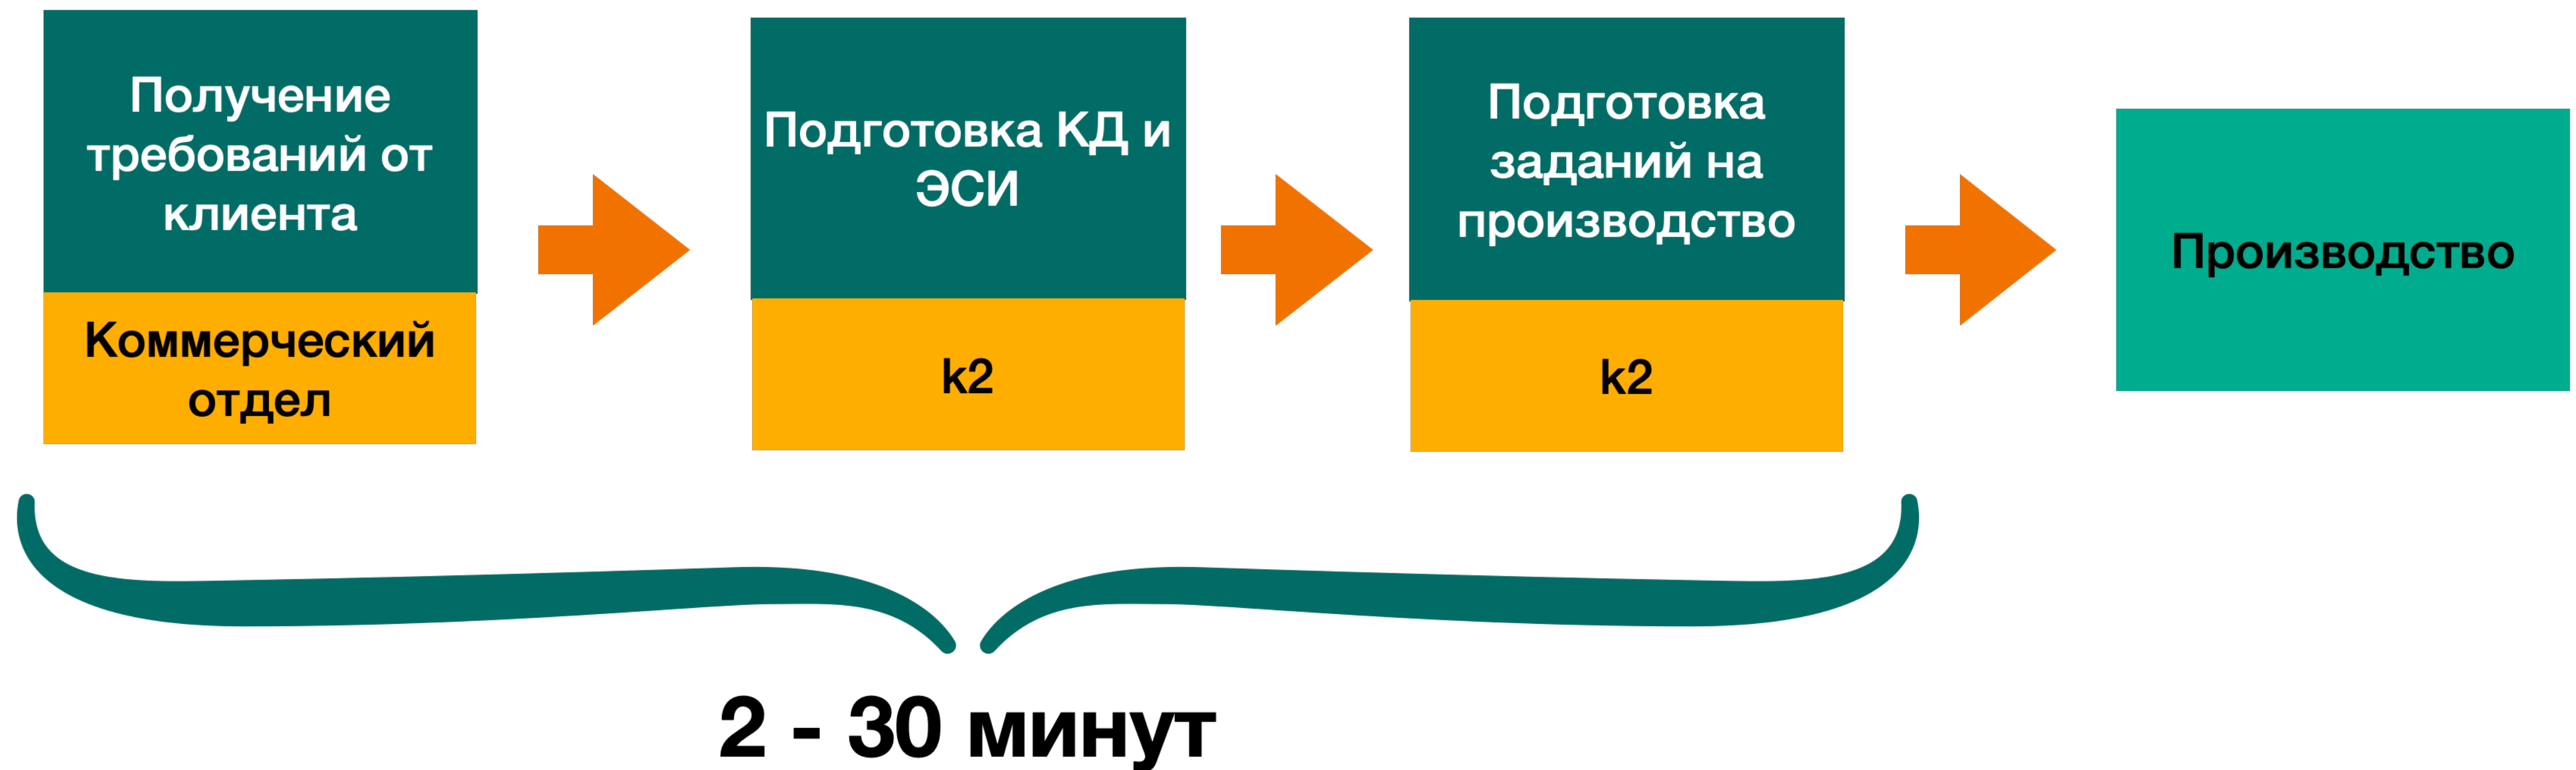 Получение
требований от
клиента
Коммерческий
отдел
Подготовка КД и
ЭСИ
k2
Подготовка
заданий на
производство
k2
Производство
2 - 30 минут